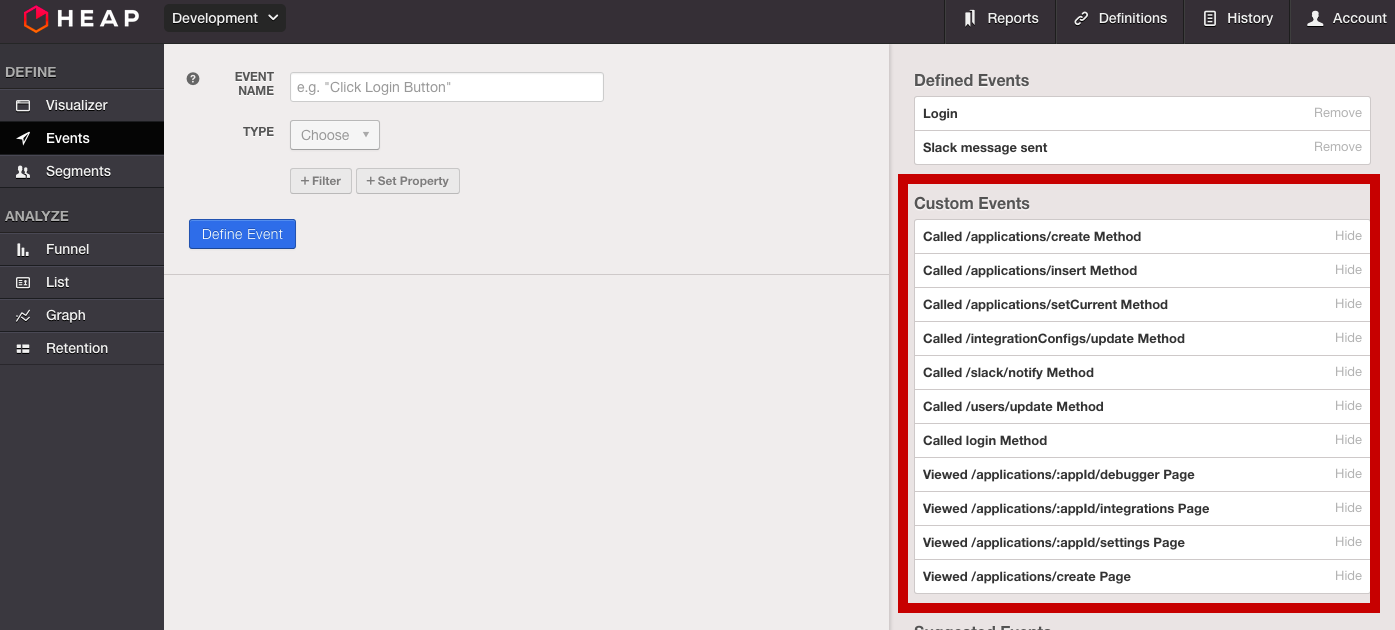 HEAP
Development
Reports
Definitions
History
Account
DEFINE
Visualizer
Events
Segments
ANALYZE
Funnel
List
Graph
Retention
?
EVENT
NAME
e.g. "Click Login Button"
TYPE
Choose
+ Filter
+ Set Property
Define Event
Defined Events
Login Remove
Slack message sent Remove
Custom Events
Called /applications/create Method Hide
Called /applications/insert Method Hide
Called /applications/setCurrent Method Hide
Called /integrationConfigs/update Method Hide
Called /slack/notify Method Hide
Called /users/update Method Hide
Called login Method Hide
Viewed /applications/:appId/debugger Page Hide
Viewed /applications/:appId/integrations Page Hide
Viewed /applications/:appId/settings Page Hide
Viewed /applications/create Page Hide
Suggested Events